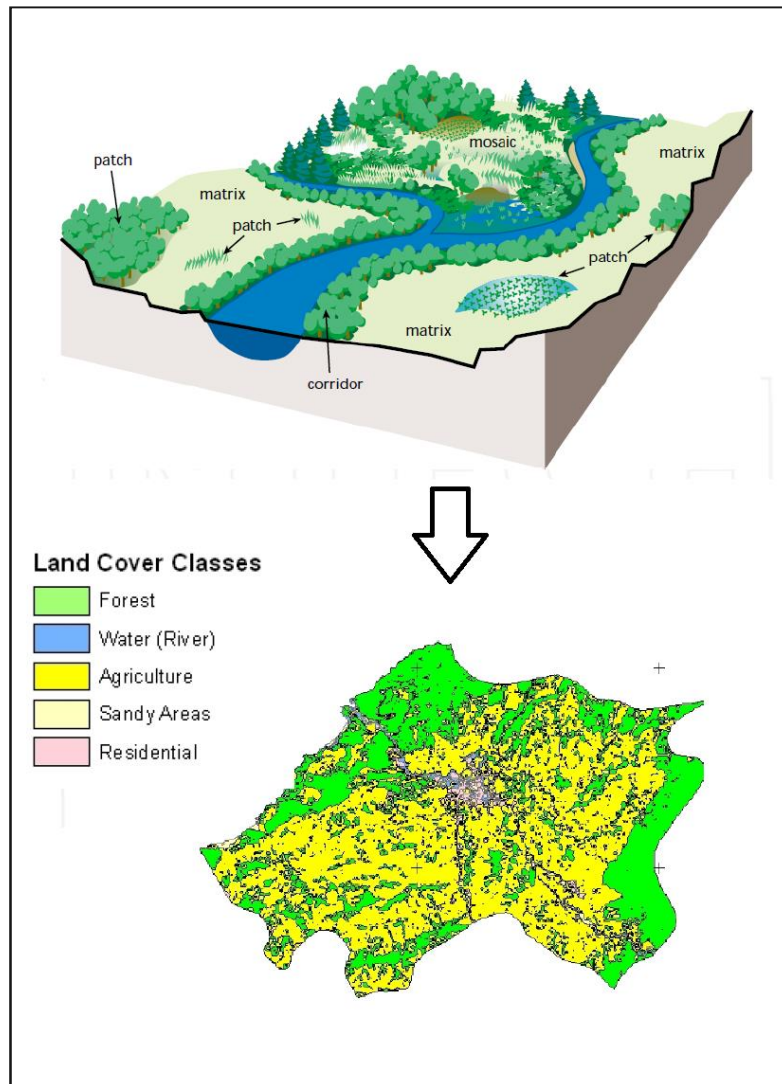 mosaic
patch
matrix
matrix
patch
patch
matrix
corridor
Land Cover Classes
Forest
Water (River)
Agriculture
Sandy Areas
Residential